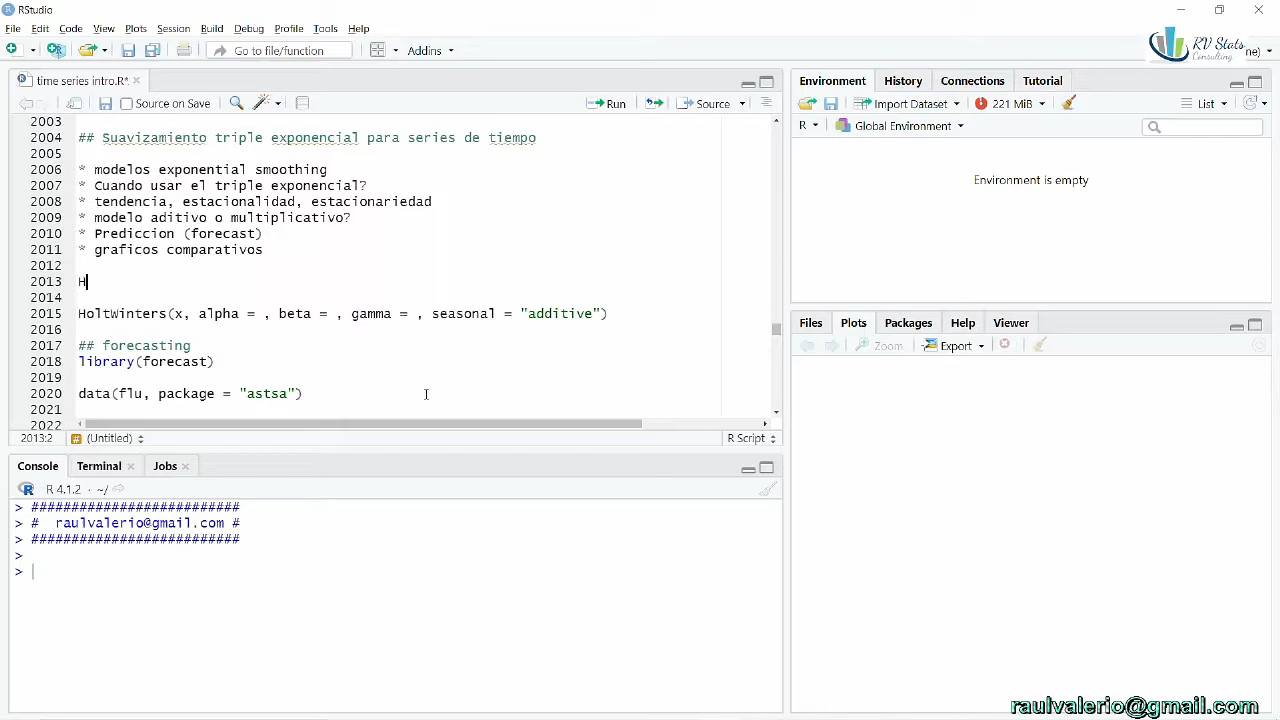 RStudio
File Edit Code View Plots Session Build Debug Profile Tools Help
Go to file/function Addins
RV Stats
Consulting
ne)
time series intro.R*
Source on Save Run Source
2003
2004 ## Suavizamiento triple exponencial para series de tiempo
2005
2006 * modelos exponential smoothing
2007 * Cuando usar el triple exponencial?
2008 * tendencia, estacionalidad, estacionariedad
2009 * modelo aditivo o multiplicativo?
2010 * Prediccion (forecast)
2011 * graficos comparativos
2012
2013 H
2014
2015 HoltWinters(x, alpha = , beta = , gamma = , seasonal = "additive")
2016
2017 ## forecasting
2018 library(forecast)
2019
2020 data(flu, package = "astsa")
2021
2022
2013:2 # (Untitled) R Script
Console Terminal Jobs
R R 4.1.2 · ~/
> ##########################
> #  raulvalerio@gmail.com #
> ##########################
>
>
Environment History Connections Tutorial
Import Dataset 221 MiB List
R Global Environment
Environment is empty
Files Plots Packages Help Viewer
Zoom Export
raulvalerio@gmail.com